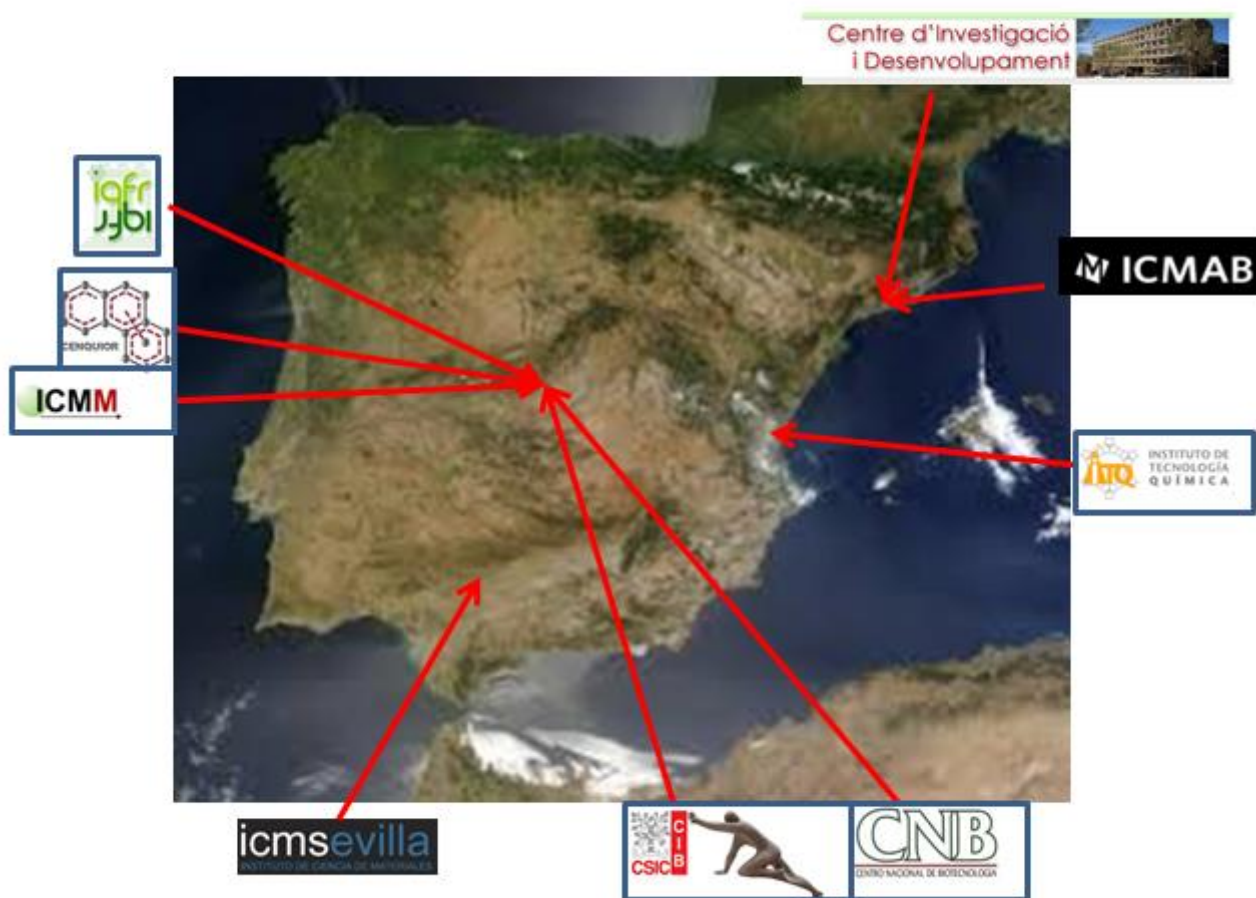 Centre d'Investigació
i Desenvolupament
iqfr
CENQUIOR
ICMAB
ICMM
ITQ
INSTITUTO DE
TECNOLOGÍA
QUÍMICA
icmsevilla
INSTITUTO DE CIENCIA DE MATERIALES
CSIC
CIB
CNB
CENTRO NACIONAL DE BIOTECNOLOGIA